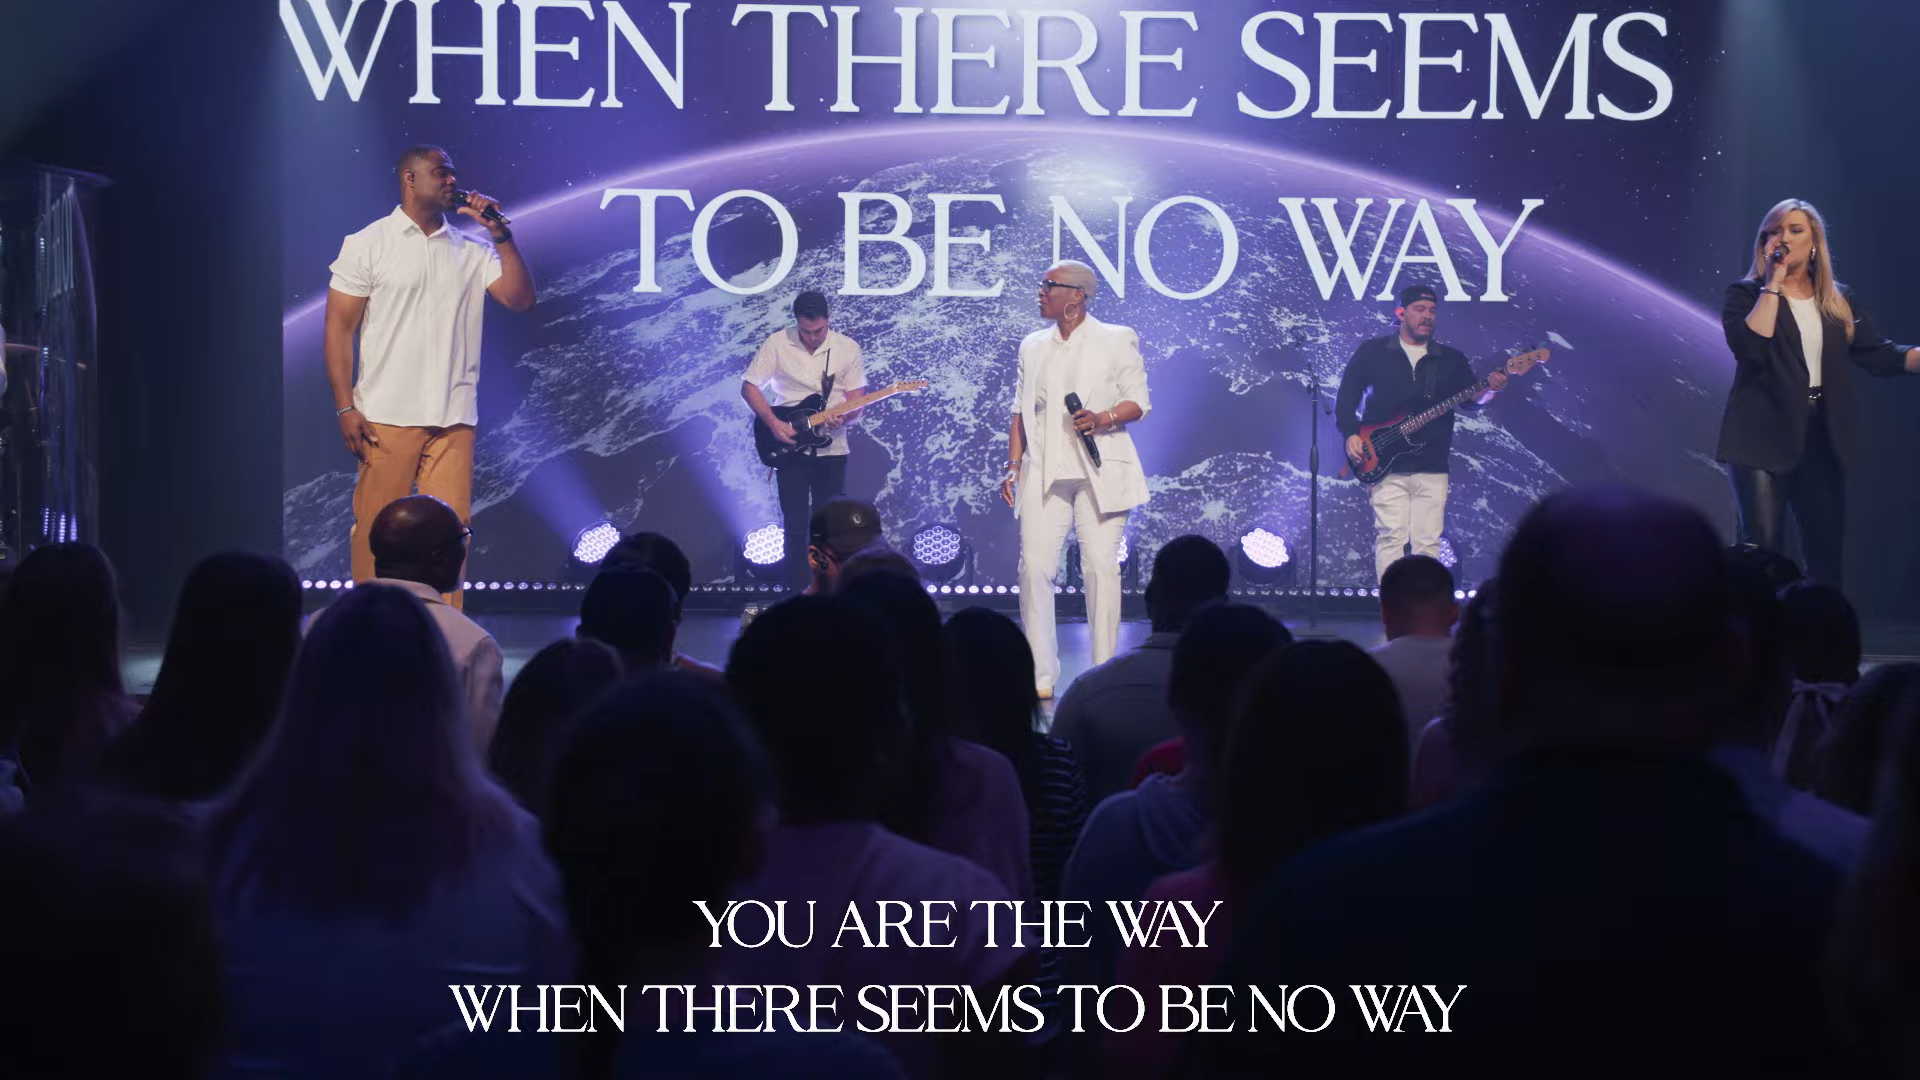 WHEN THERE SEEMS
TO BE NO WAY
YOU ARE THE WAY
WHEN THERE SEEMS TO BE NO WAY